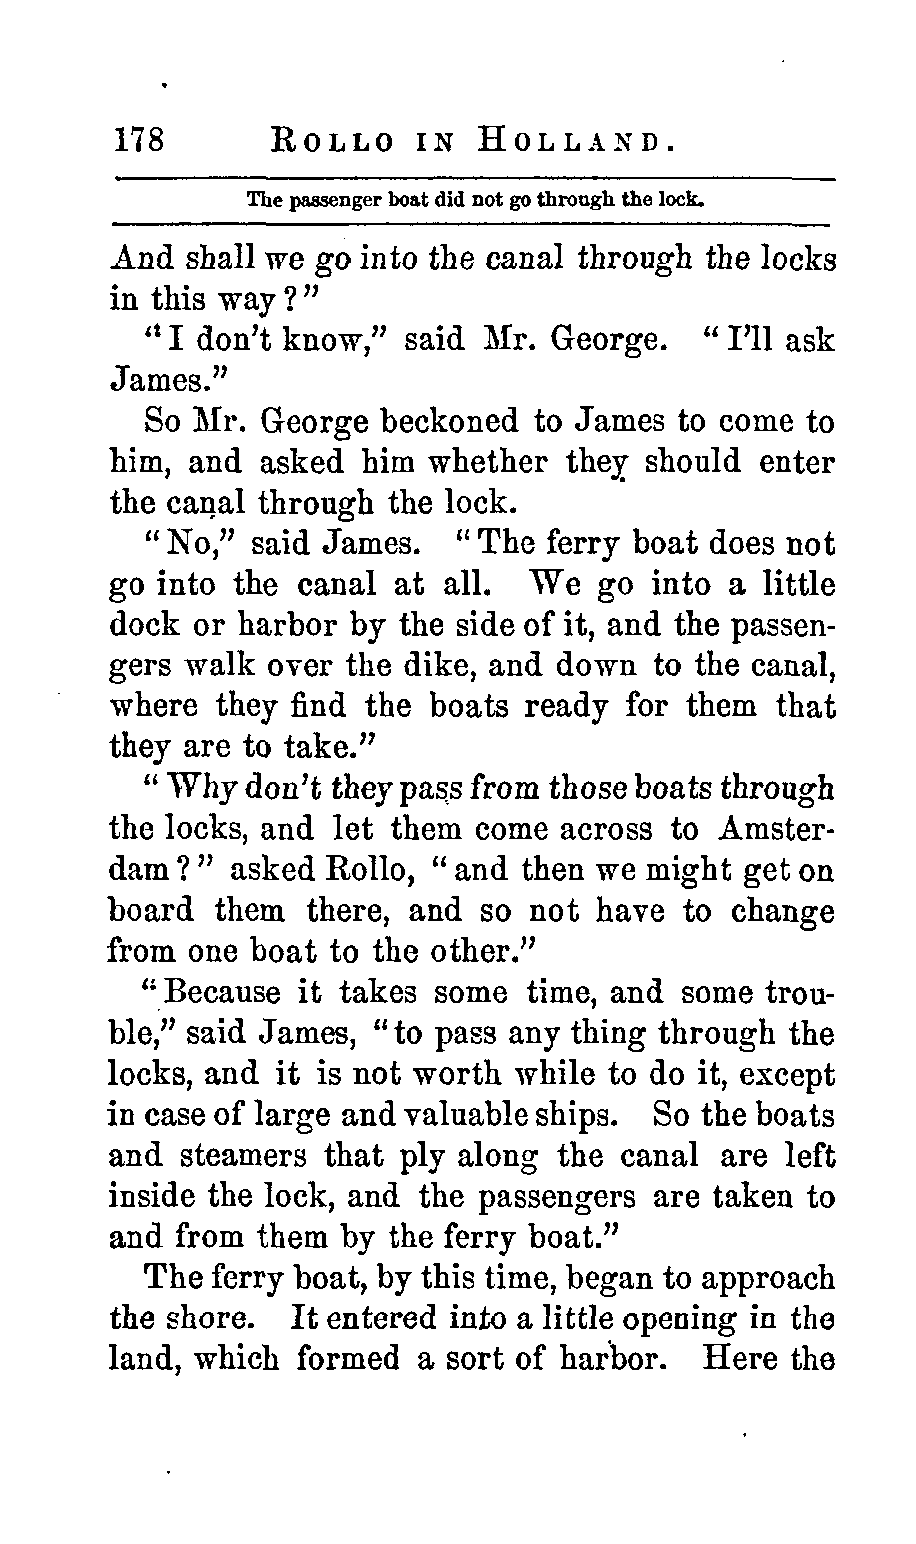 178 ROLLO IN HOLLAND.
The passenger boat did not go through the lock.
And shall we go into the canal through the locks
in this way?"
"I don't know," said Mr. George. "I'll ask
James."
So Mr. George beckoned to James to come to
him, and asked him whether they should enter
the canal through the lock.
"No," said James. "The ferry boat does not
go into the canal at all. We go into a little
dock or harbor by the side of it, and the passen-
gers walk over the dike, and down to the canal,
where they find the boats ready for them that
they are to take."
"Why don't they pass from those boats through
the locks, and let them come across to Amster-
dam?" asked Rollo, "and then we might get on
board them there, and so not have to change
from one boat to the other."
"Because it takes some time, and some trou-
ble," said James, "to pass any thing through the
locks, and it is not worth while to do it, except
in case of large and valuable ships. So the boats
and steamers that ply along the canal are left
inside the lock, and the passengers are taken to
and from them by the ferry boat."
The ferry boat, by this time, began to approach
the shore. It entered into a little opening in the
land, which formed a sort of harbor. Here the